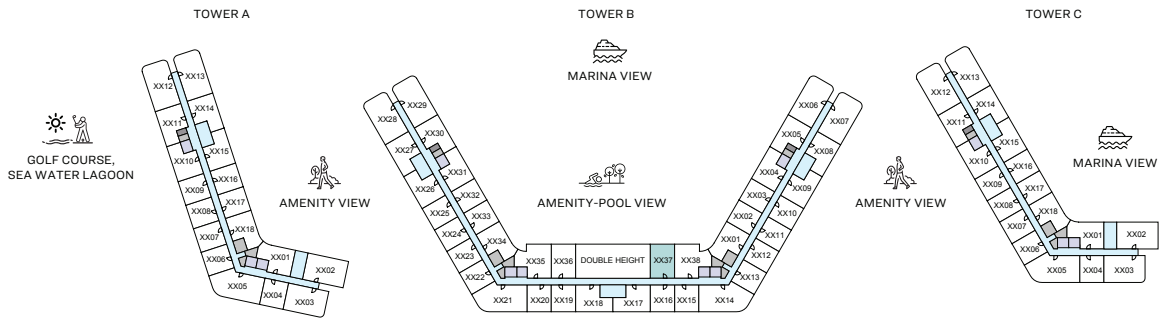 TOWER A
TOWER B
TOWER C
MARINA VIEW
GOLF COURSE,
SEA WATER LAGOON
AMENITY VIEW
AMENITY-POOL VIEW
AMENITY VIEW
MARINA VIEW
XX12
XX13
XX14
XX11
XX15
XX10
XX16
XX09
XX17
XX08
XX18
XX07
XX06
XX01
XX02
XX05
XX04
XX03
XX29
XX28
XX30
XX27
XX31
XX26
XX32
XX25
XX33
XX24
XX34
XX23
XX22
XX35
XX36
DOUBLE HEIGHT
XX37
XX38
XX21
XX20
XX19
XX18
XX17
XX16
XX15
XX14
XX06
XX07
XX05
XX08
XX04
XX09
XX03
XX10
XX02
XX11
XX01
XX12
XX13
XX13
XX12
XX14
XX11
XX15
XX10
XX16
XX09
XX17
XX08
XX18
XX07
XX06
XX01
XX02
XX05
XX04
XX03